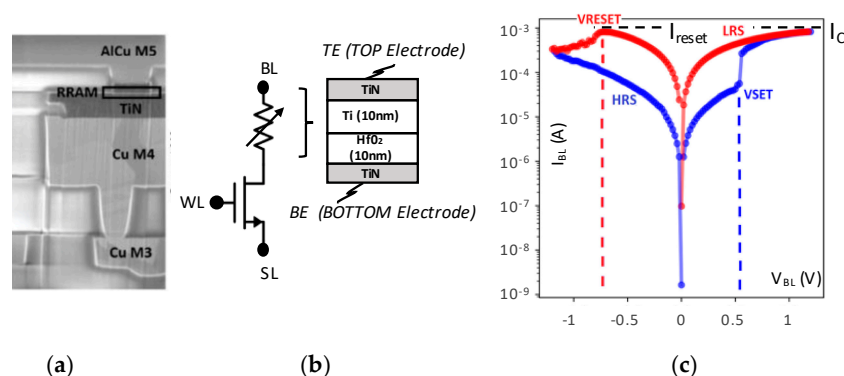 AlCu M5
RRAM
TiN
Cu M4
Cu M3
(a)
TE (TOP Electrode)
BL
TiN
Ti (10nm)
HfO₂
(10nm)
TiN
WL
BE (BOTTOM Electrode)
SL
(b)
VRESET
Ireset
LRS
IC
HRS
VSET
IBL (A)
VBL (V)
10⁻³
10⁻⁴
10⁻⁵
10⁻⁶
10⁻⁷
10⁻⁸
10⁻⁹
-1
-0.5
0
0.5
1
(c)